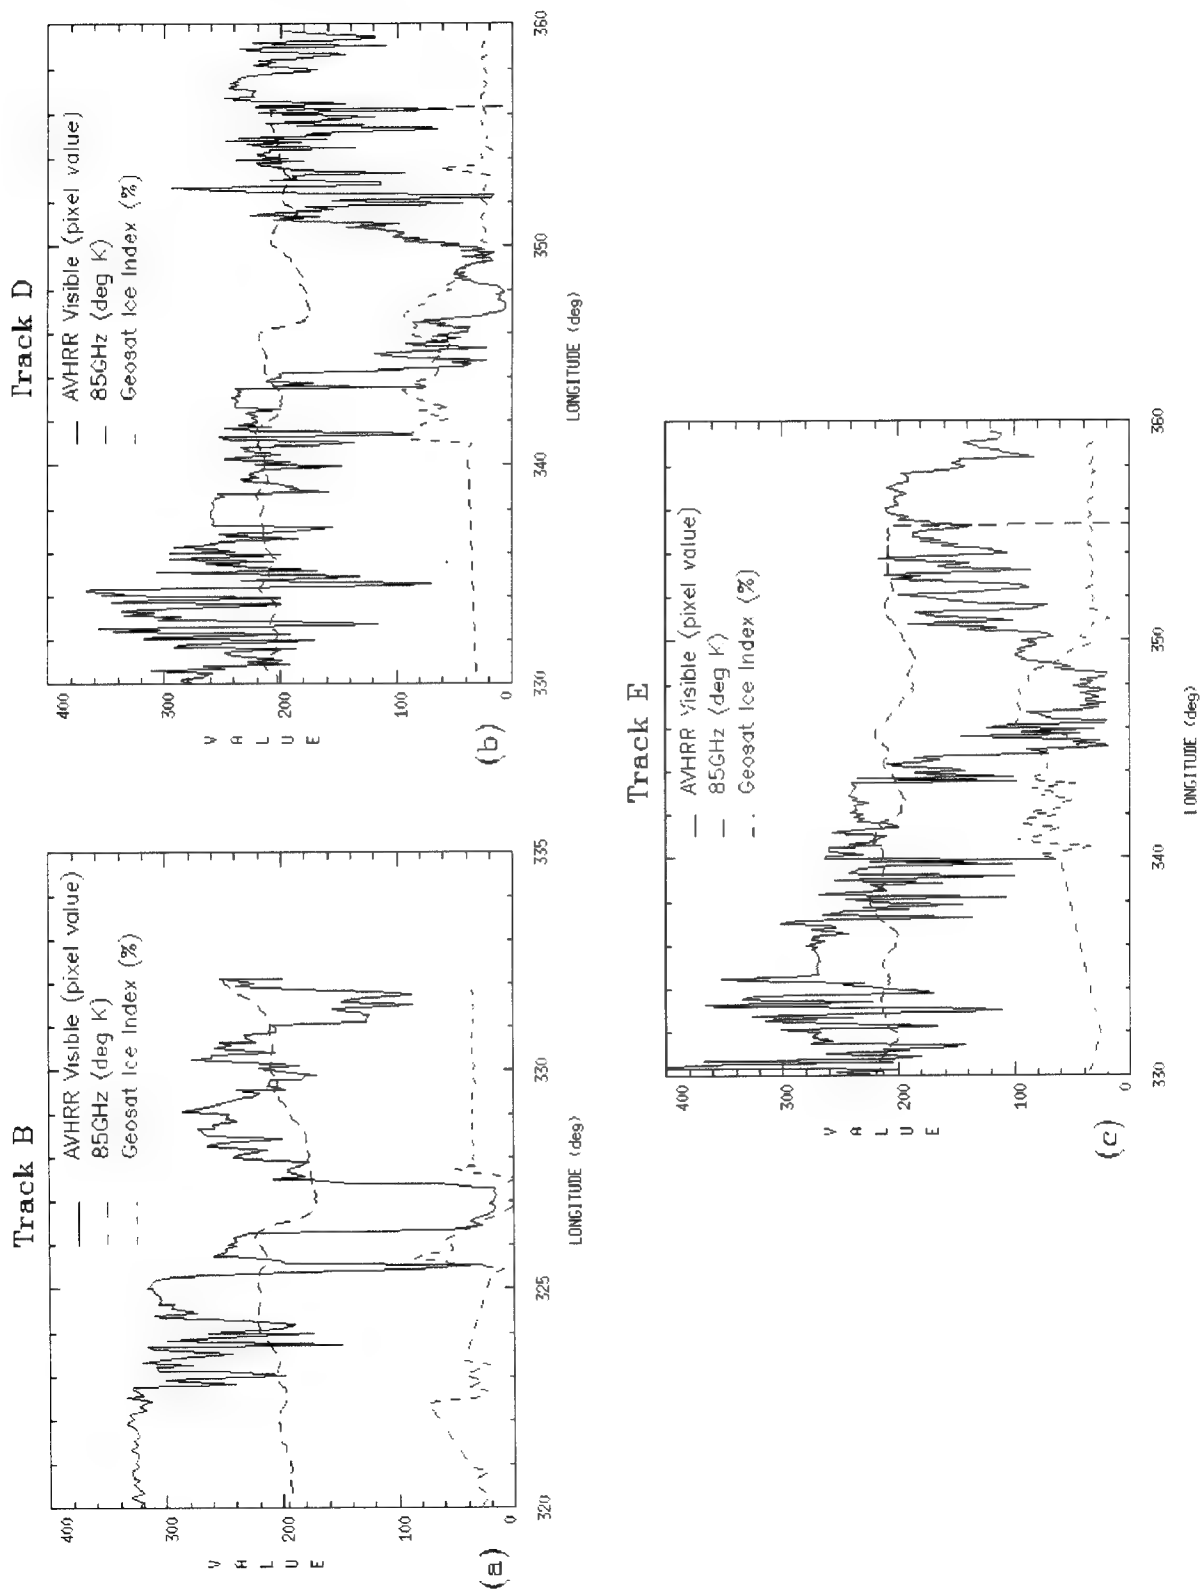 Track B
— AVHRR Visible (pixel value)
– – 85GHz (deg K)
- - - Geosat Ice Index (%)
400
300
200
100
0
VALUE
320
325
330
335
LONGITUDE (deg)
(a)
Track D
— AVHRR Visible (pixel value)
— 85GHz (deg K)
- - Geosat Ice Index (%)
400
300
200
100
0
VALUE
330
340
350
360
LONGITUDE (deg)
(b)
Track E
— AVHRR Visible (pixel value)
— 85GHz (deg K)
- - Geosat Ice Index (%)
400
300
200
100
0
VALUE
330
340
350
360
LONGITUDE (deg)
(c)